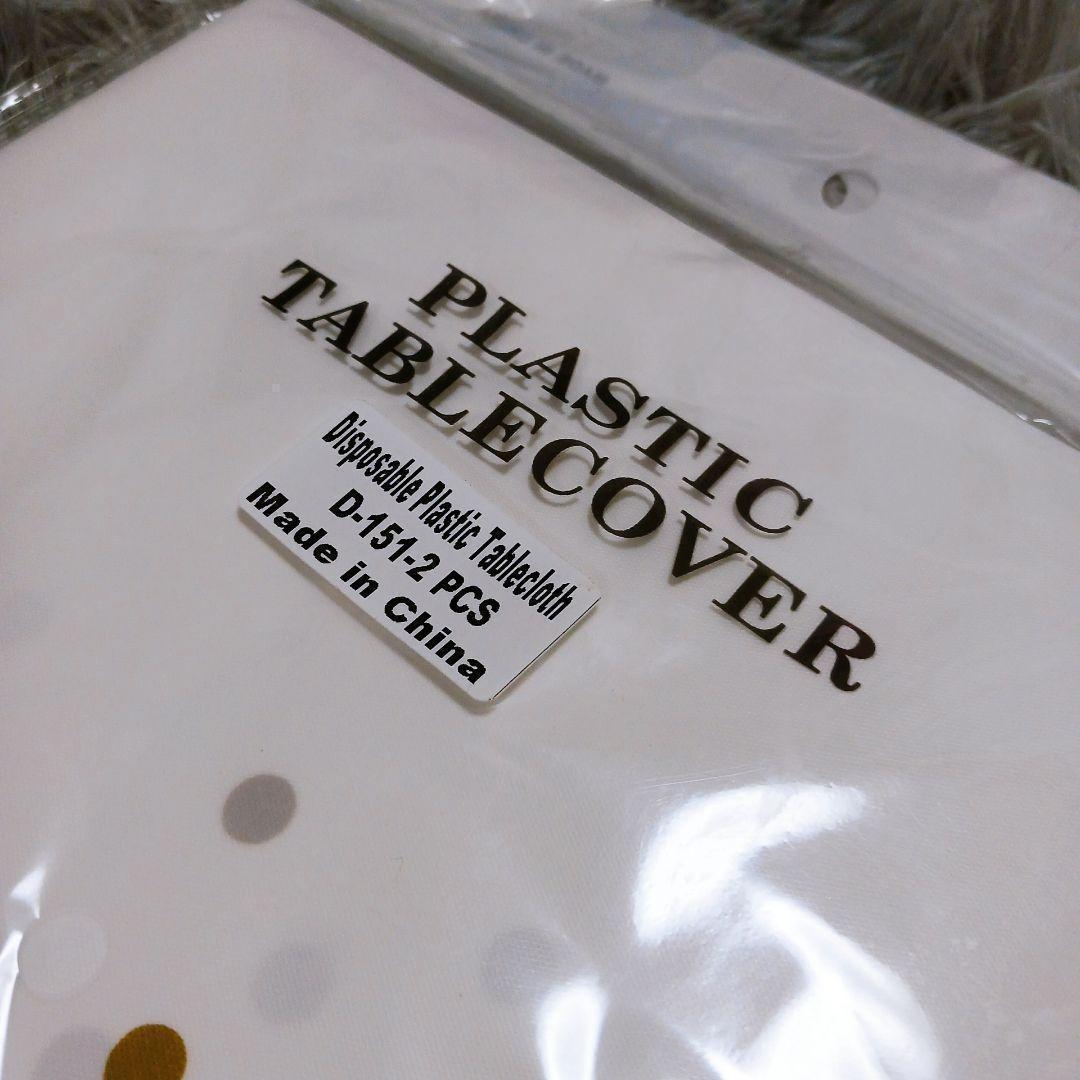 PLASTIC
TABLECOVER
Disposable Plastic Tablecloth
D-151-2 PCS
Made in China